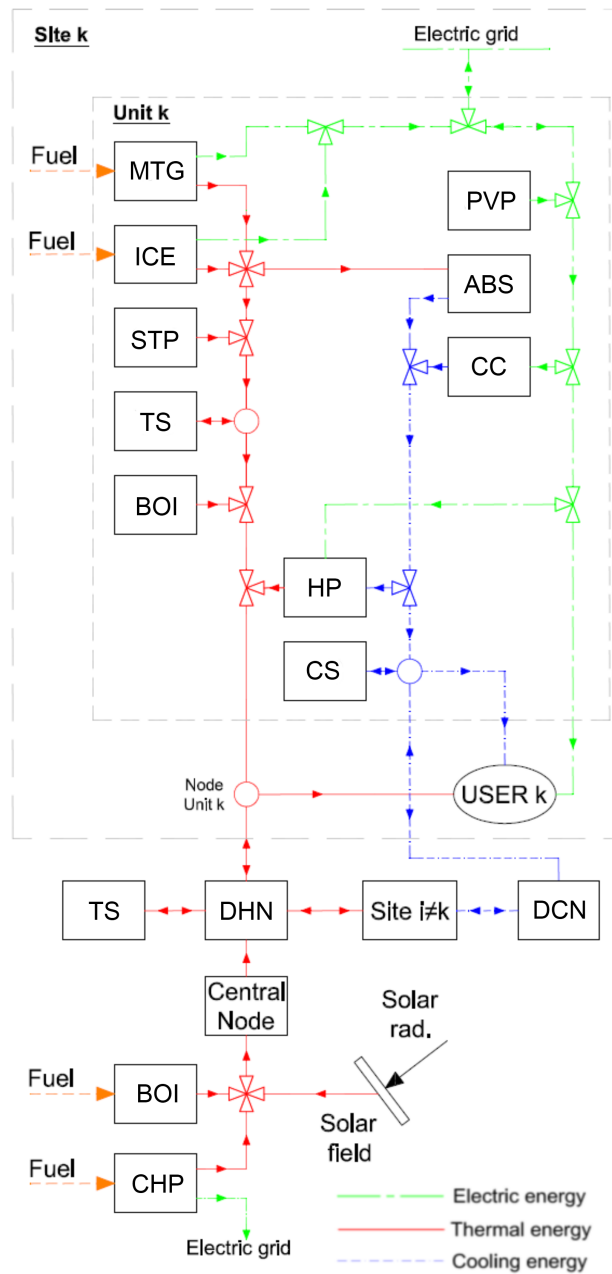 SIte k
Electric grid
Unit k
Fuel
MTG
PVP
Fuel
ICE
ABS
STP
CC
TS
BOI
HP
CS
Node
Unit k
USER k
TS
DHN
Site i≠k
DCN
Central
Node
Solar
rad.
Fuel
BOI
Solar
field
Fuel
CHP
Electric grid
Electric energy
Thermal energy
Cooling energy